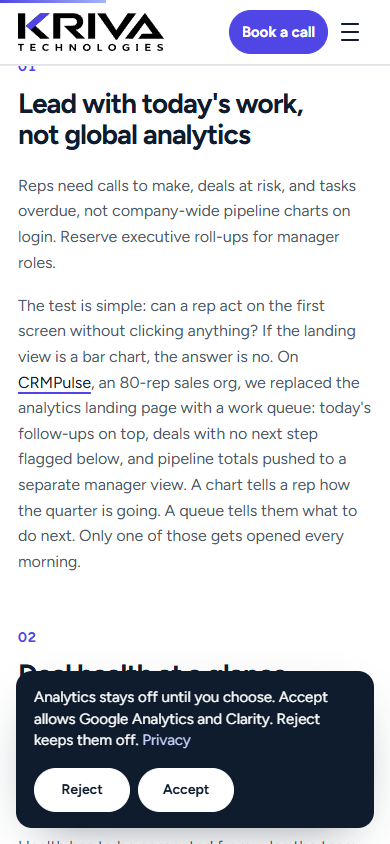 KRIVA
TECHNOLOGIES
Book a call
01
Lead with today's work,
not global analytics
Reps need calls to make, deals at risk, and tasks
overdue, not company-wide pipeline charts on
login. Reserve executive roll-ups for manager
roles.
The test is simple: can a rep act on the first
screen without clicking anything? If the landing
view is a bar chart, the answer is no. On
CRMPulse, an 80-rep sales org, we replaced the
analytics landing page with a work queue: today's
follow-ups on top, deals with no next step
flagged below, and pipeline totals pushed to a
separate manager view. A chart tells a rep how
the quarter is going. A queue tells them what to
do next. Only one of those gets opened every
morning.
02
Deal health at a glance
Analytics stays off until you choose. Accept
allows Google Analytics and Clarity. Reject
keeps them off. Privacy
Reject
Accept